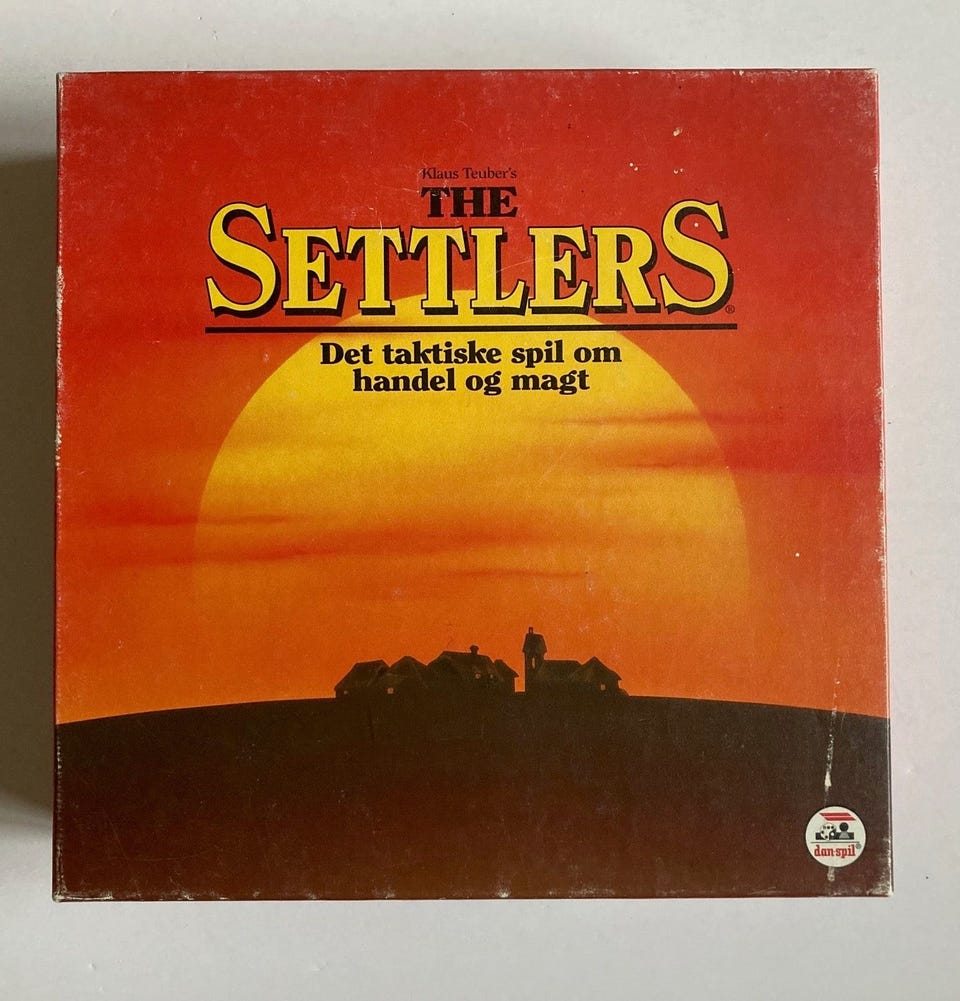 Klaus Teuber's
THE
SETTLERS®
Det taktiske spil om
handel og magt
dan-spil®